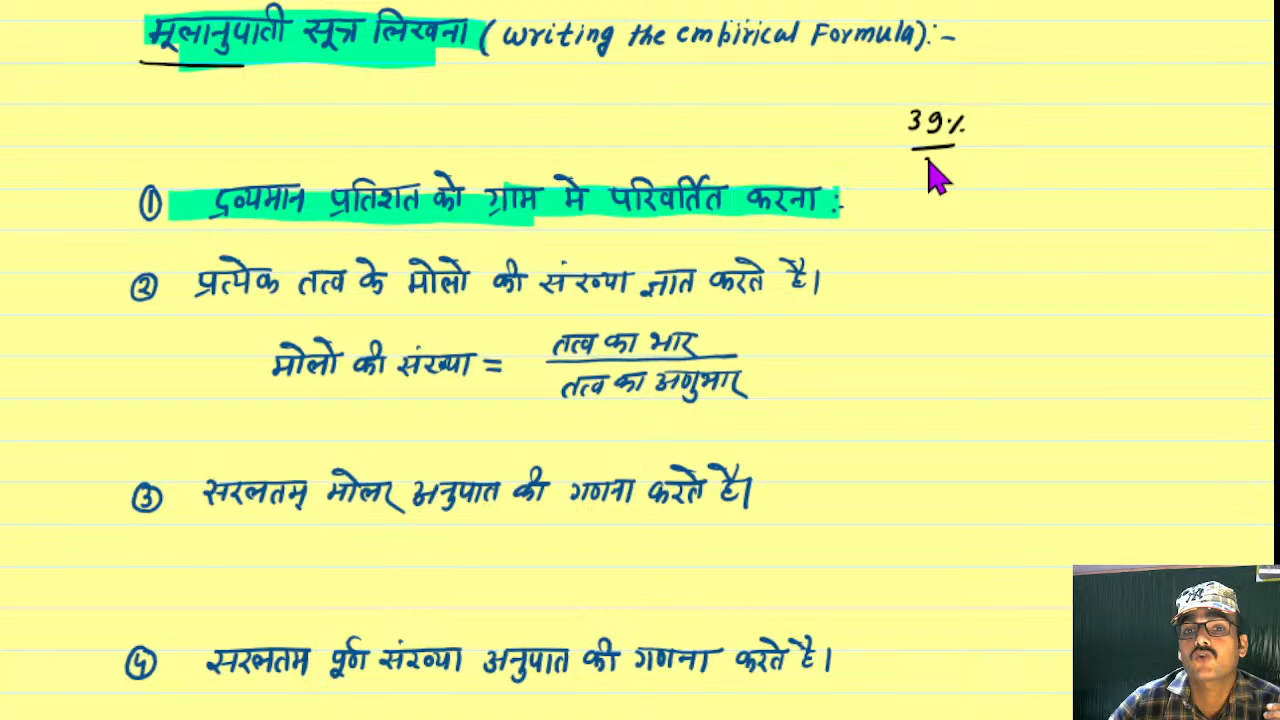 मूलानुपाती सूत्र लिखना ( writing the empirical Formula):-
39%
① द्रव्यमान प्रतिशत को ग्राम मे परिवर्तित करना :-
② प्रत्येक तत्व के मोलो की संख्या ज्ञात करते है।
मोलो की संख्या = तत्व का भार
तत्व का अणुभार
③ सरलतम् मोलर् अनुपात की गणना करते है।
④ सरलतम पूर्ण संख्या अनुपात की गणना करते है।